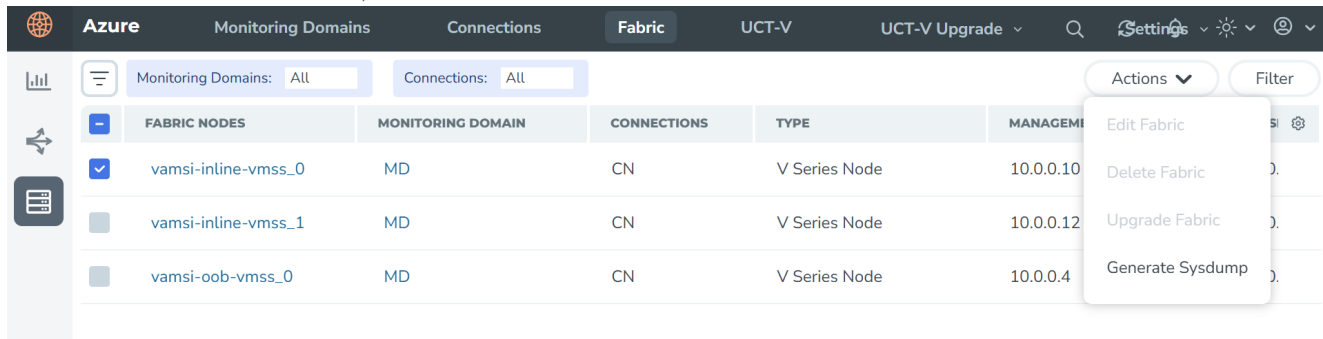 Azure Monitoring Domains Connections Fabric UCT-V UCT-V Upgrade Settings
Monitoring Domains: All Connections: All Actions Filter
FABRIC NODES MONITORING DOMAIN CONNECTIONS TYPE MANAGEME
vamsi-inline-vmss_0 MD CN V Series Node 10.0.0.10
vamsi-inline-vmss_1 MD CN V Series Node 10.0.0.12
vamsi-oob-vmss_0 MD CN V Series Node 10.0.0.4
Edit Fabric
Delete Fabric
Upgrade Fabric
Generate Sysdump